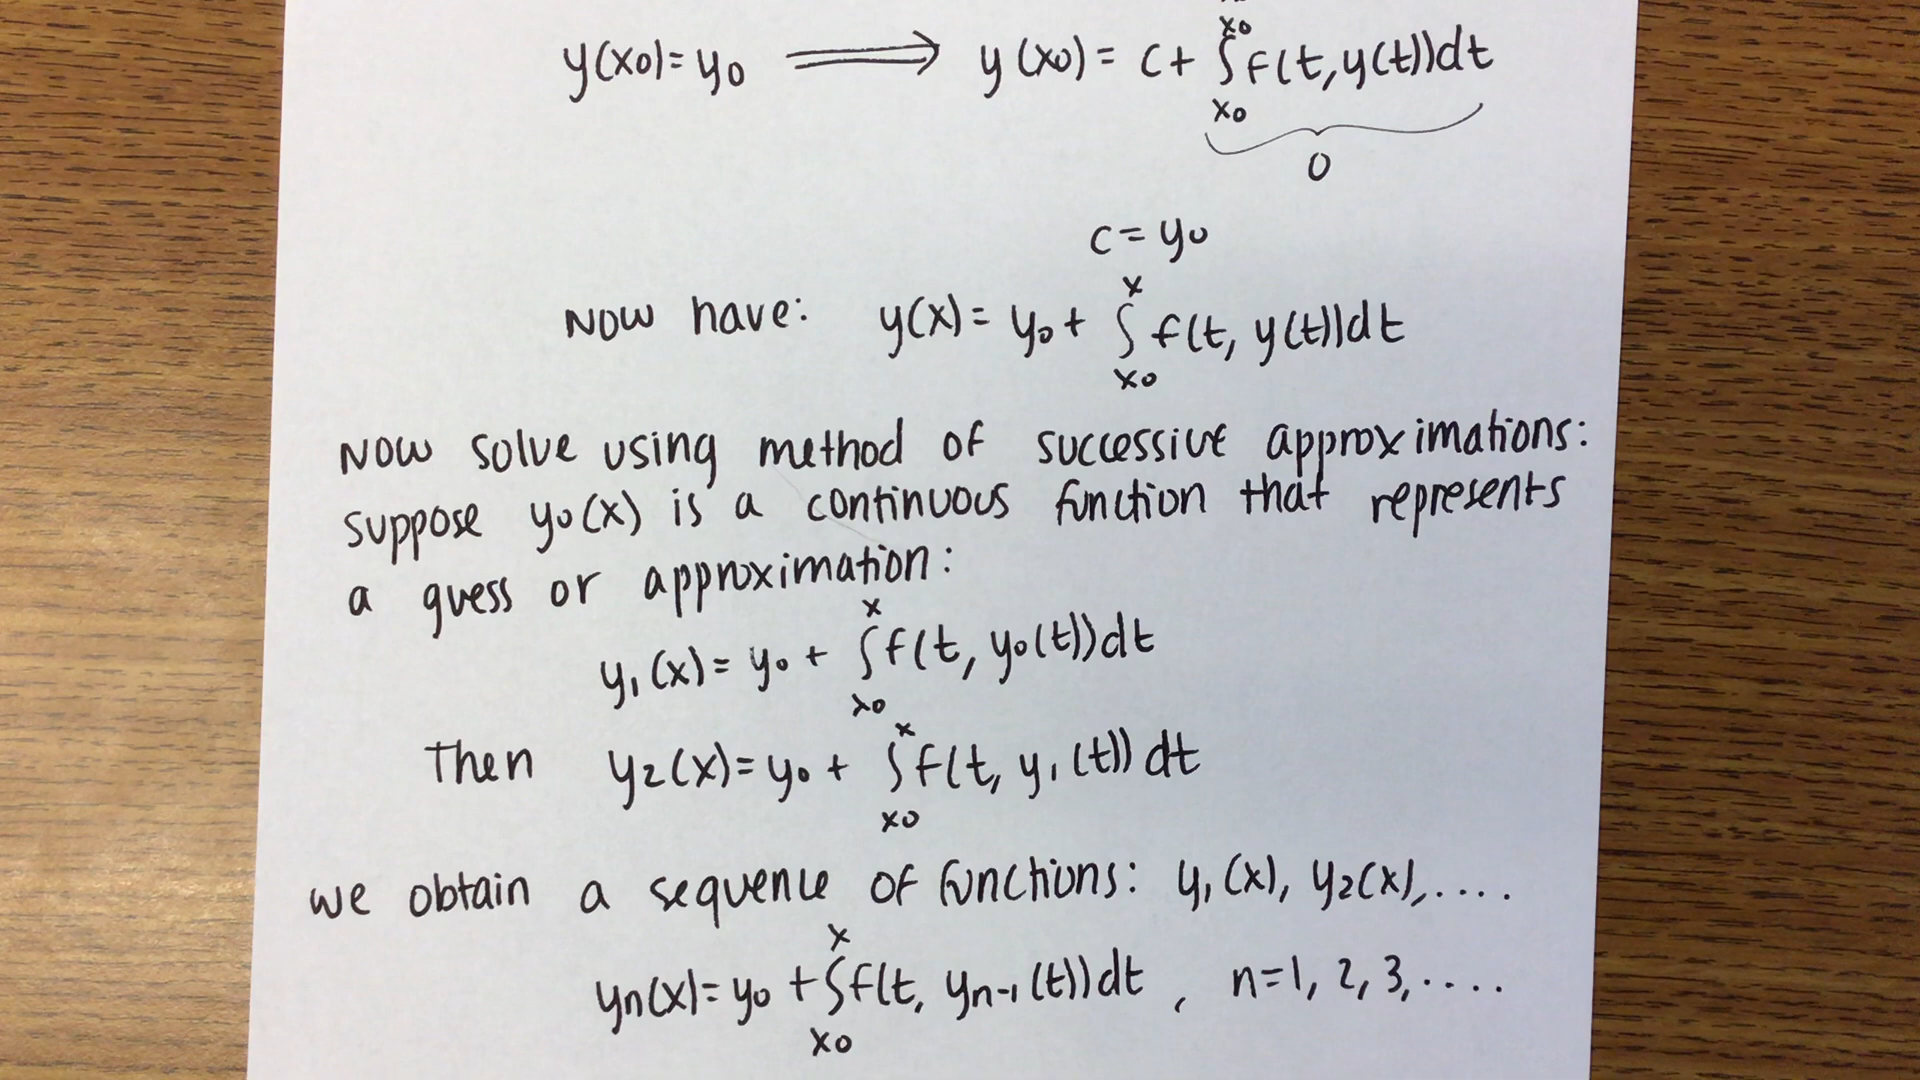 y(x0)=y0 ⟹ y(x0)= C+ ∫_{x0}^{x0} f(t,y(t))dt
0
C=y0
Now have: y(x)= y0+ ∫_{x0}^{x} f(t, y(t))dt
Now solve using method of successive approximations:
suppose y0(x) is a continuous function that represents
a guess or approximation:
y1(x)= y0 + ∫_{x0}^{x} f(t, y0(t))dt
Then y2(x)= y0 + ∫_{x0}^{x} f(t, y1(t)) dt
we obtain a sequence of functions: y1(x), y2(x),....
yn(x)= y0 + ∫_{x0}^{x} f(t, yn-1(t))dt , n=1, 2, 3,....